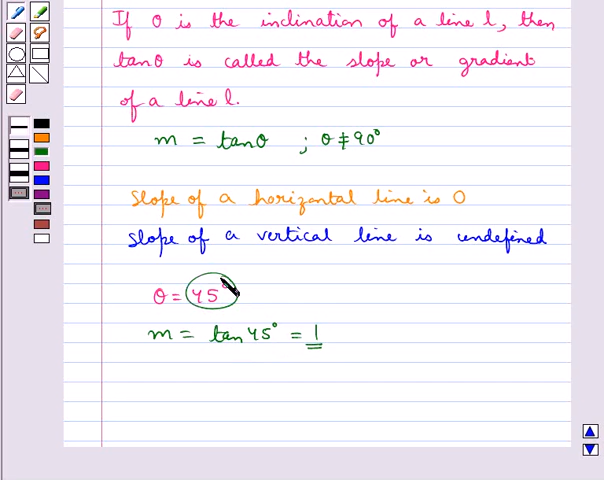 If θ is the inclination of a line l, then
tanθ is called the slope or gradient
of a line l.
m = tanθ ; θ ≠ 90°
Slope of a horizontal line is 0
Slope of a vertical line is undefined
θ = 45°
m = tan 45° = 1